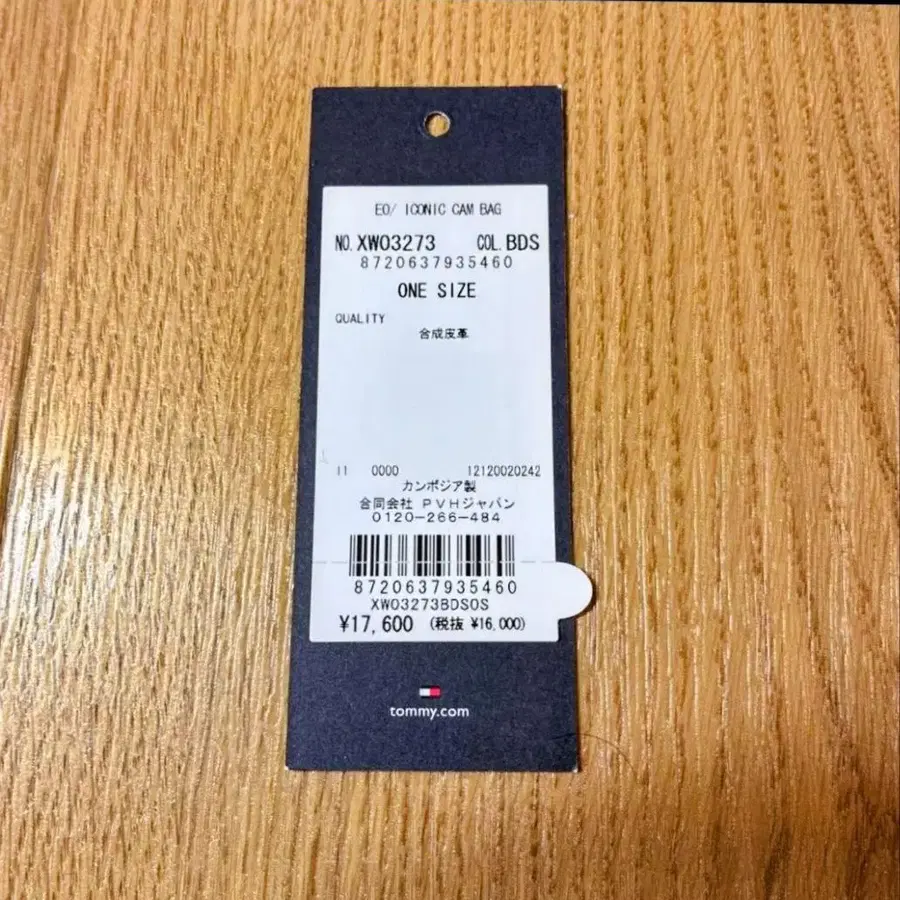 EO/ ICONIC CAM BAG
NO. XW03273 COL. BDS
8720637935460
ONE SIZE
QUALITY
合成皮革
11 0000 12120020242
カンボジア製
合同会社 PVHジャパン
0120-266-484
8720637935460
XW03273BDSOS
¥17,600 (税抜 ¥16,000)
tommy.com